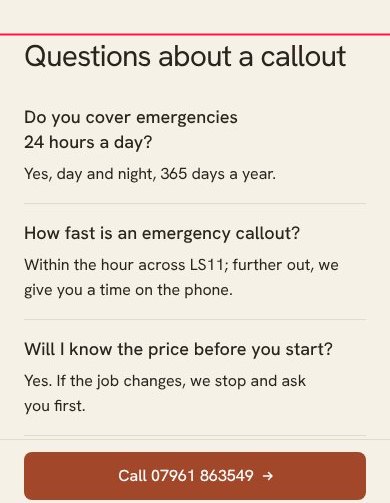 Questions about a callout
Do you cover emergencies
24 hours a day?
Yes, day and night, 365 days a year.
How fast is an emergency callout?
Within the hour across LS11; further out, we
give you a time on the phone.
Will I know the price before you start?
Yes. If the job changes, we stop and ask
you first.
Call 07961 863549 →